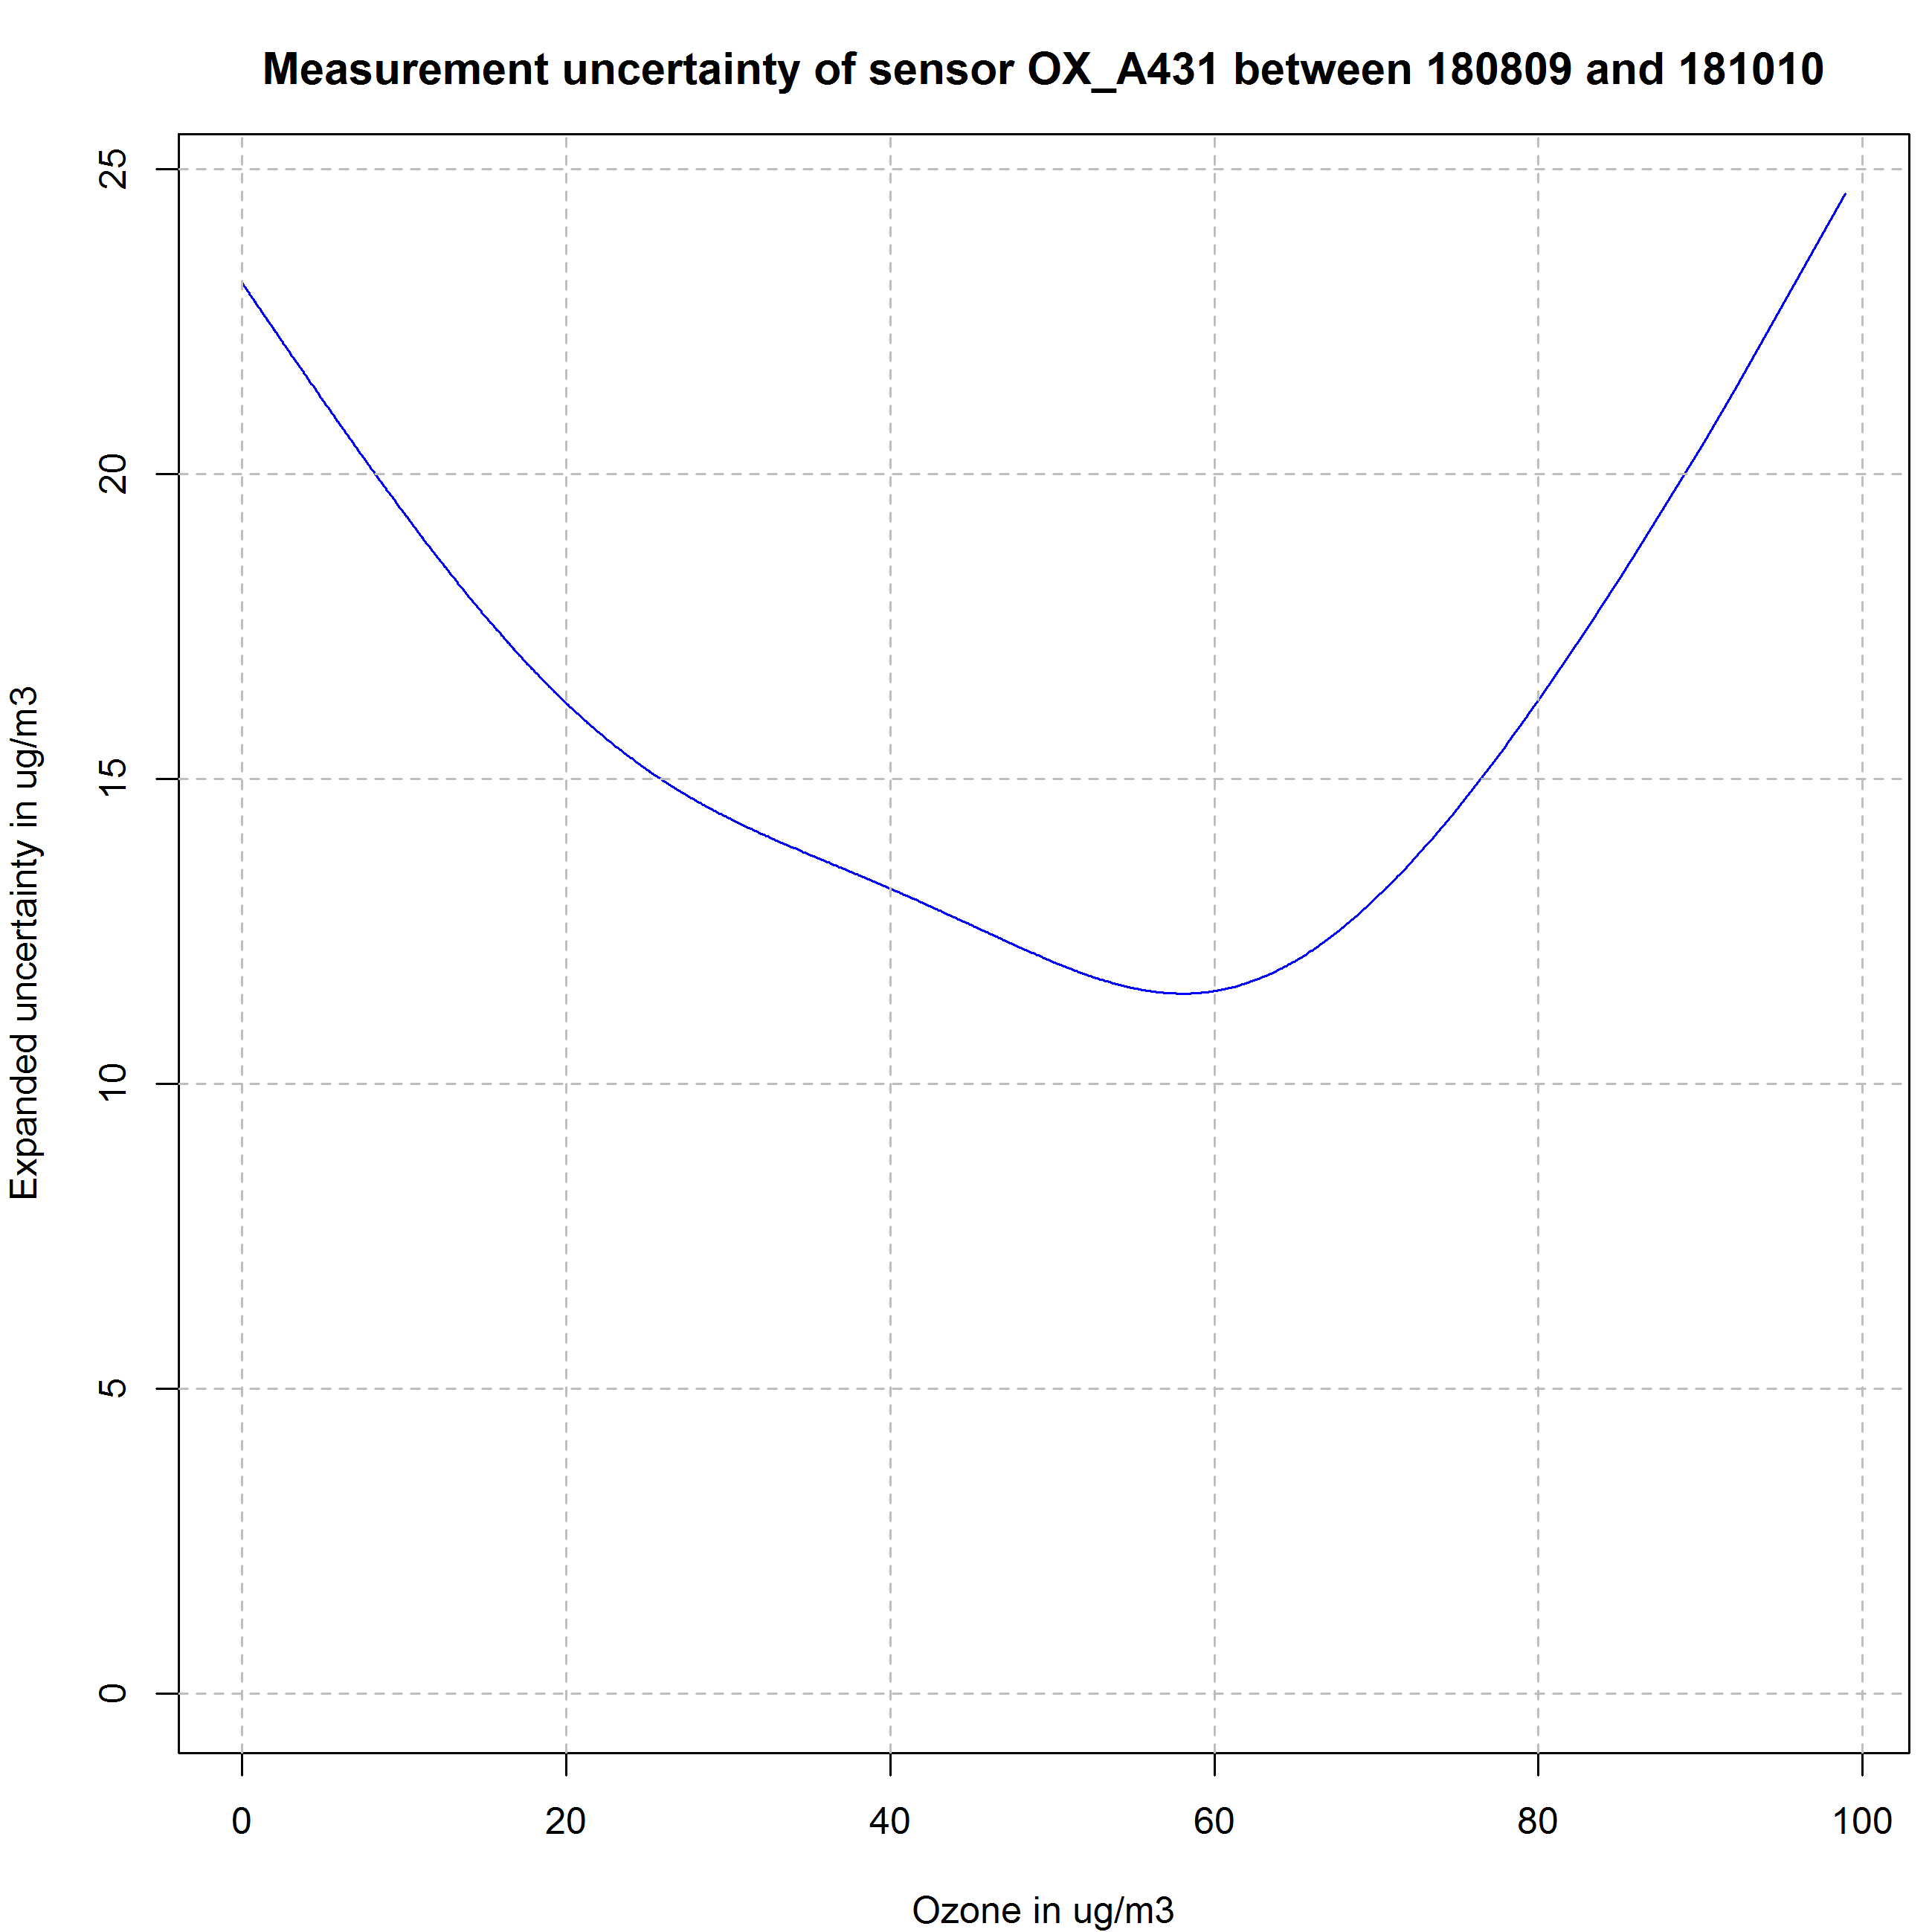 Measurement uncertainty of sensor OX_A431 between 180809 and 181010
Expanded uncertainty in ug/m3
25
20
15
10
5
0
0 20 40 60 80 100
Ozone in ug/m3